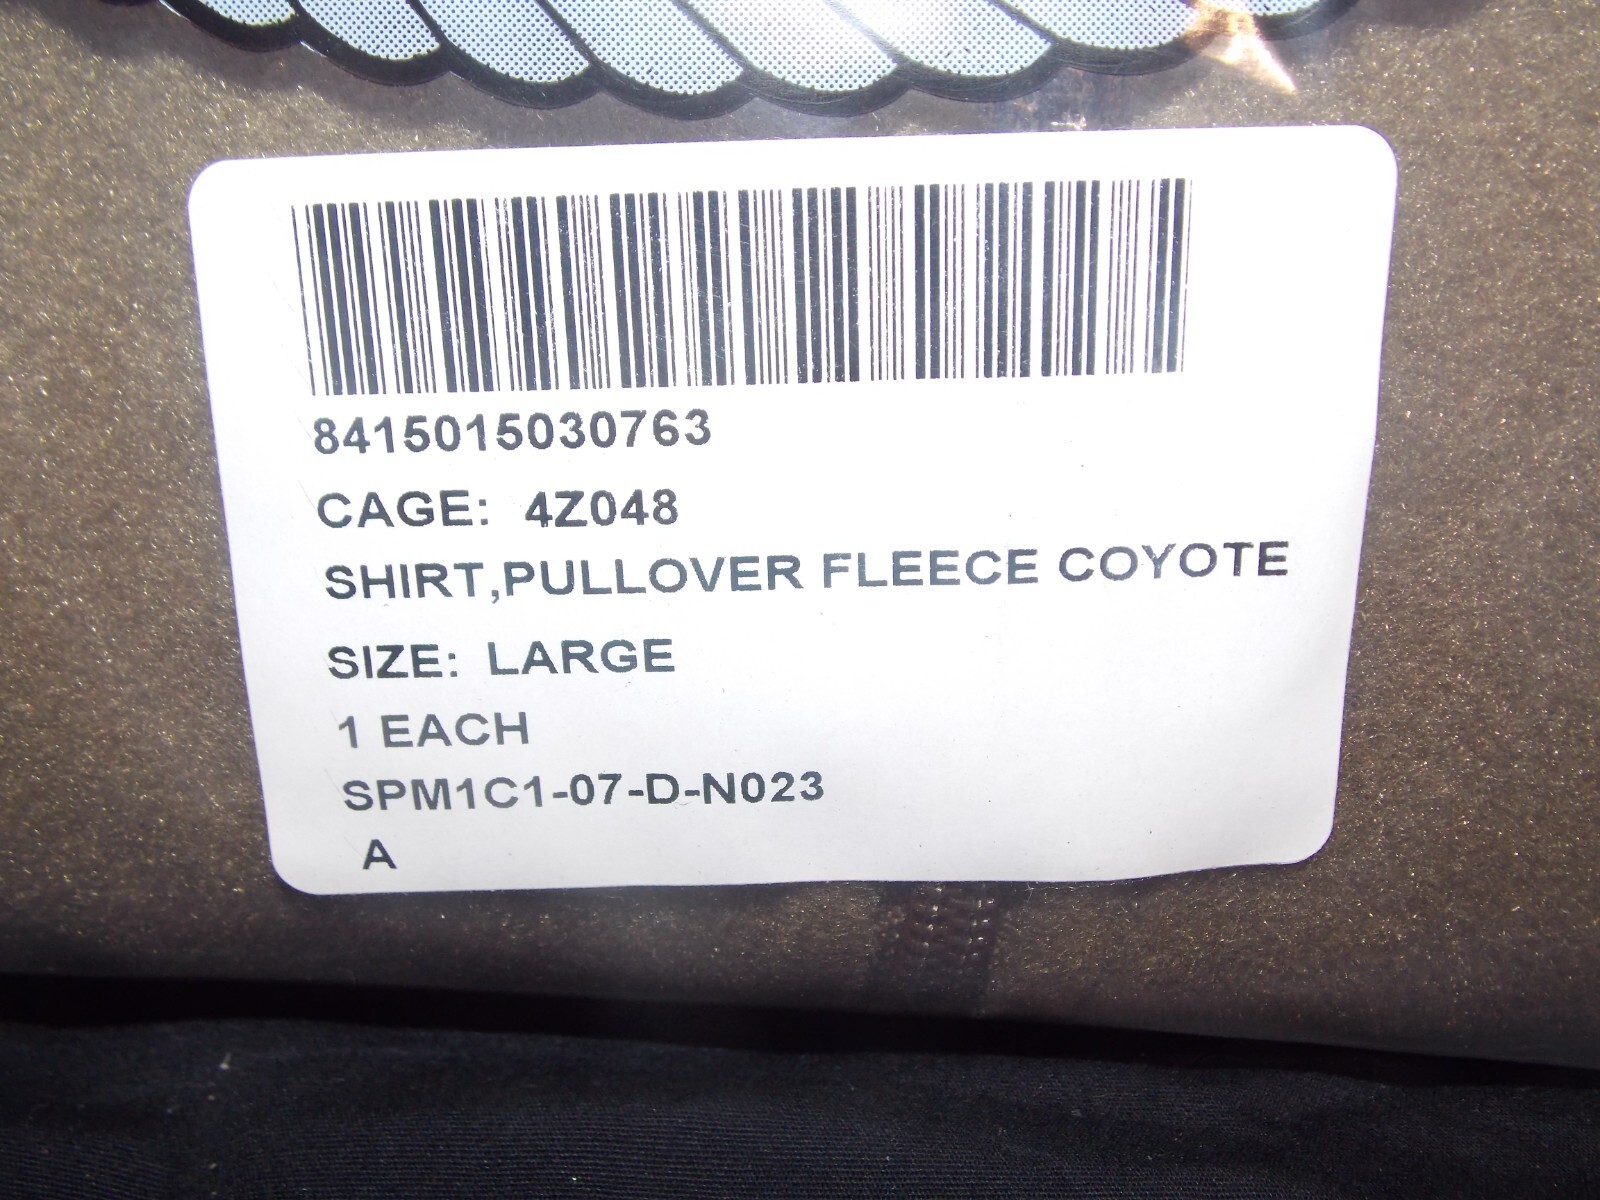 8415015030763
CAGE: 4Z048
SHIRT,PULLOVER FLEECE COYOTE
SIZE: LARGE
1 EACH
SPM1C1-07-D-N023
A